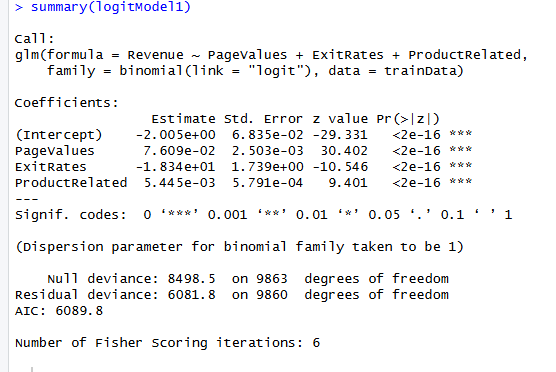 > summary(logitModel1)
Call:
glm(formula = Revenue ~ PageValues + ExitRates + ProductRelated,
    family = binomial(link = "logit"), data = trainData)
Coefficients:
                 Estimate Std. Error z value Pr(>|z|)
(Intercept)    -2.005e+00  6.835e-02 -29.331   <2e-16 ***
PageValues      7.609e-02  2.503e-03  30.402   <2e-16 ***
ExitRates      -1.834e+01  1.739e+00 -10.546   <2e-16 ***
ProductRelated  5.445e-03  5.791e-04   9.401   <2e-16 ***
---
Signif. codes:  0 ‘***’ 0.001 ‘**’ 0.01 ‘*’ 0.05 ‘.’ 0.1 ‘ ’ 1
(Dispersion parameter for binomial family taken to be 1)
    Null deviance: 8498.5  on 9863  degrees of freedom
Residual deviance: 6081.8  on 9860  degrees of freedom
AIC: 6089.8
Number of Fisher Scoring iterations: 6